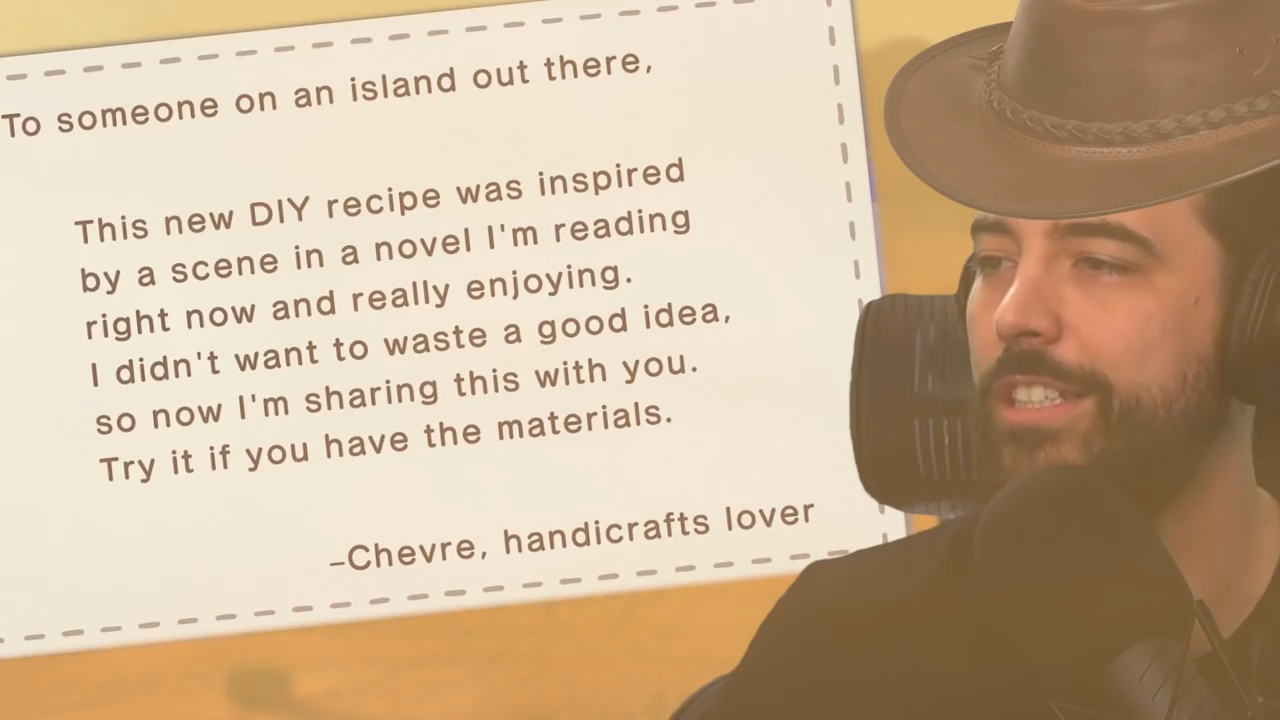 To someone on an island out there,
This new DIY recipe was inspired
by a scene in a novel I'm reading
right now and really enjoying.
I didn't want to waste a good idea,
so now I'm sharing this with you.
Try it if you have the materials.
–Chevre, handicrafts lover